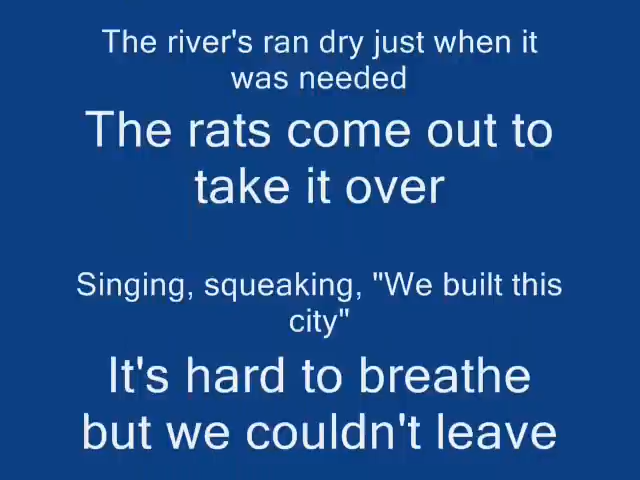 The river's ran dry just when it
was needed
The rats come out to
take it over
Singing, squeaking, "We built this
city"
It's hard to breathe
but we couldn't leave